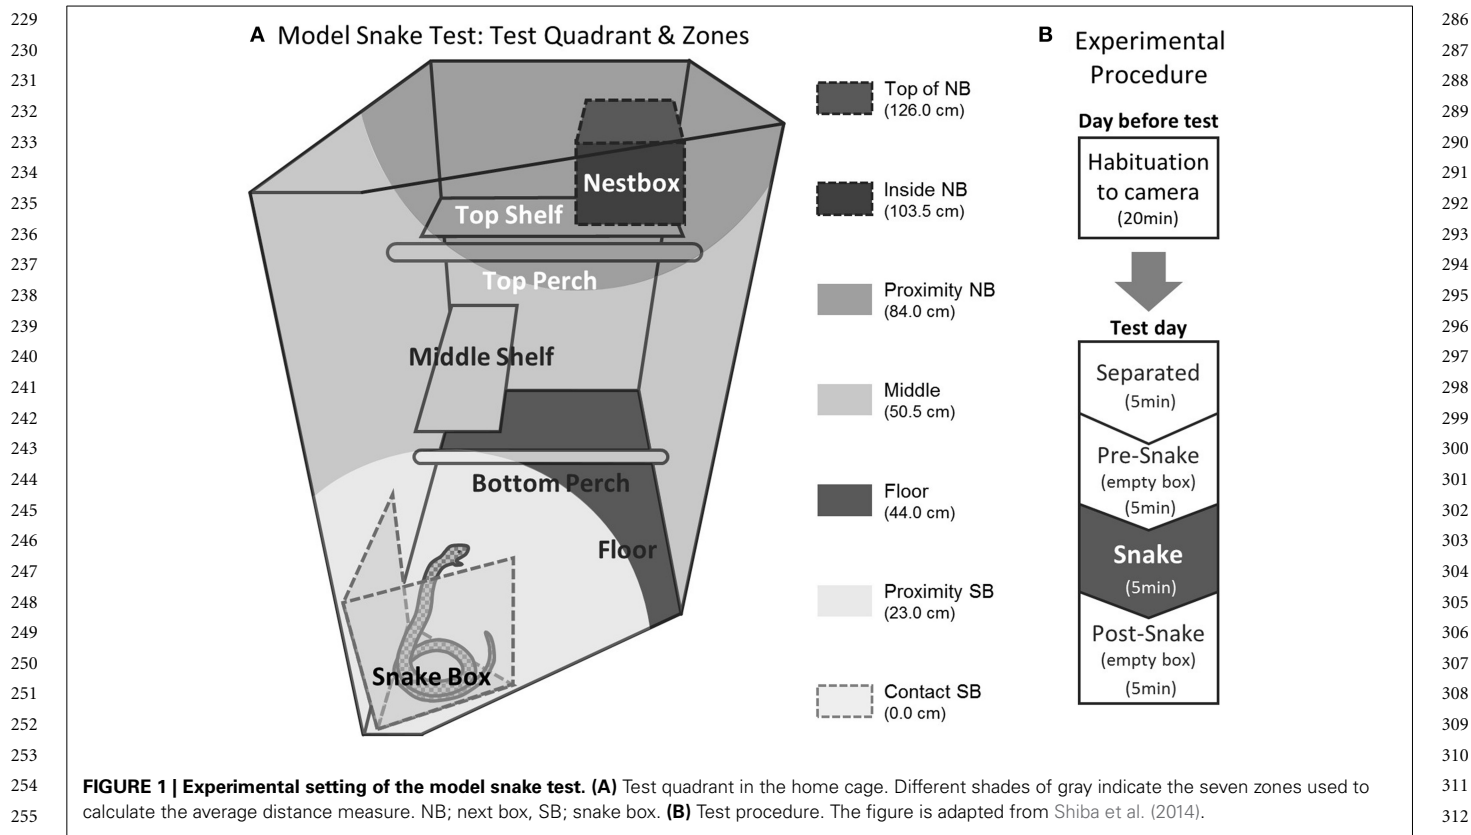 229
230
231
232
233
234
235
236
237
238
239
240
241
242
243
244
245
246
247
248
249
250
251
252
253
254
255
A Model Snake Test: Test Quadrant & Zones
Nestbox
Top Shelf
Top Perch
Middle Shelf
Bottom Perch
Floor
Snake Box
Top of NB
(126.0 cm)
Inside NB
(103.5 cm)
Proximity NB
(84.0 cm)
Middle
(50.5 cm)
Floor
(44.0 cm)
Proximity SB
(23.0 cm)
Contact SB
(0.0 cm)
B Experimental
Procedure
Day before test
Habituation
to camera
(20min)
Test day
Separated
(5min)
Pre-Snake
(empty box)
(5min)
Snake
(5min)
Post-Snake
(empty box)
(5min)
FIGURE 1 | Experimental setting of the model snake test. (A) Test quadrant in the home cage. Different shades of gray indicate the seven zones used to
calculate the average distance measure. NB; next box, SB; snake box. (B) Test procedure. The figure is adapted from Shiba et al. (2014).
286
287
288
289
290
291
292
293
294
295
296
297
298
299
300
301
302
303
304
305
306
307
308
309
310
311
312